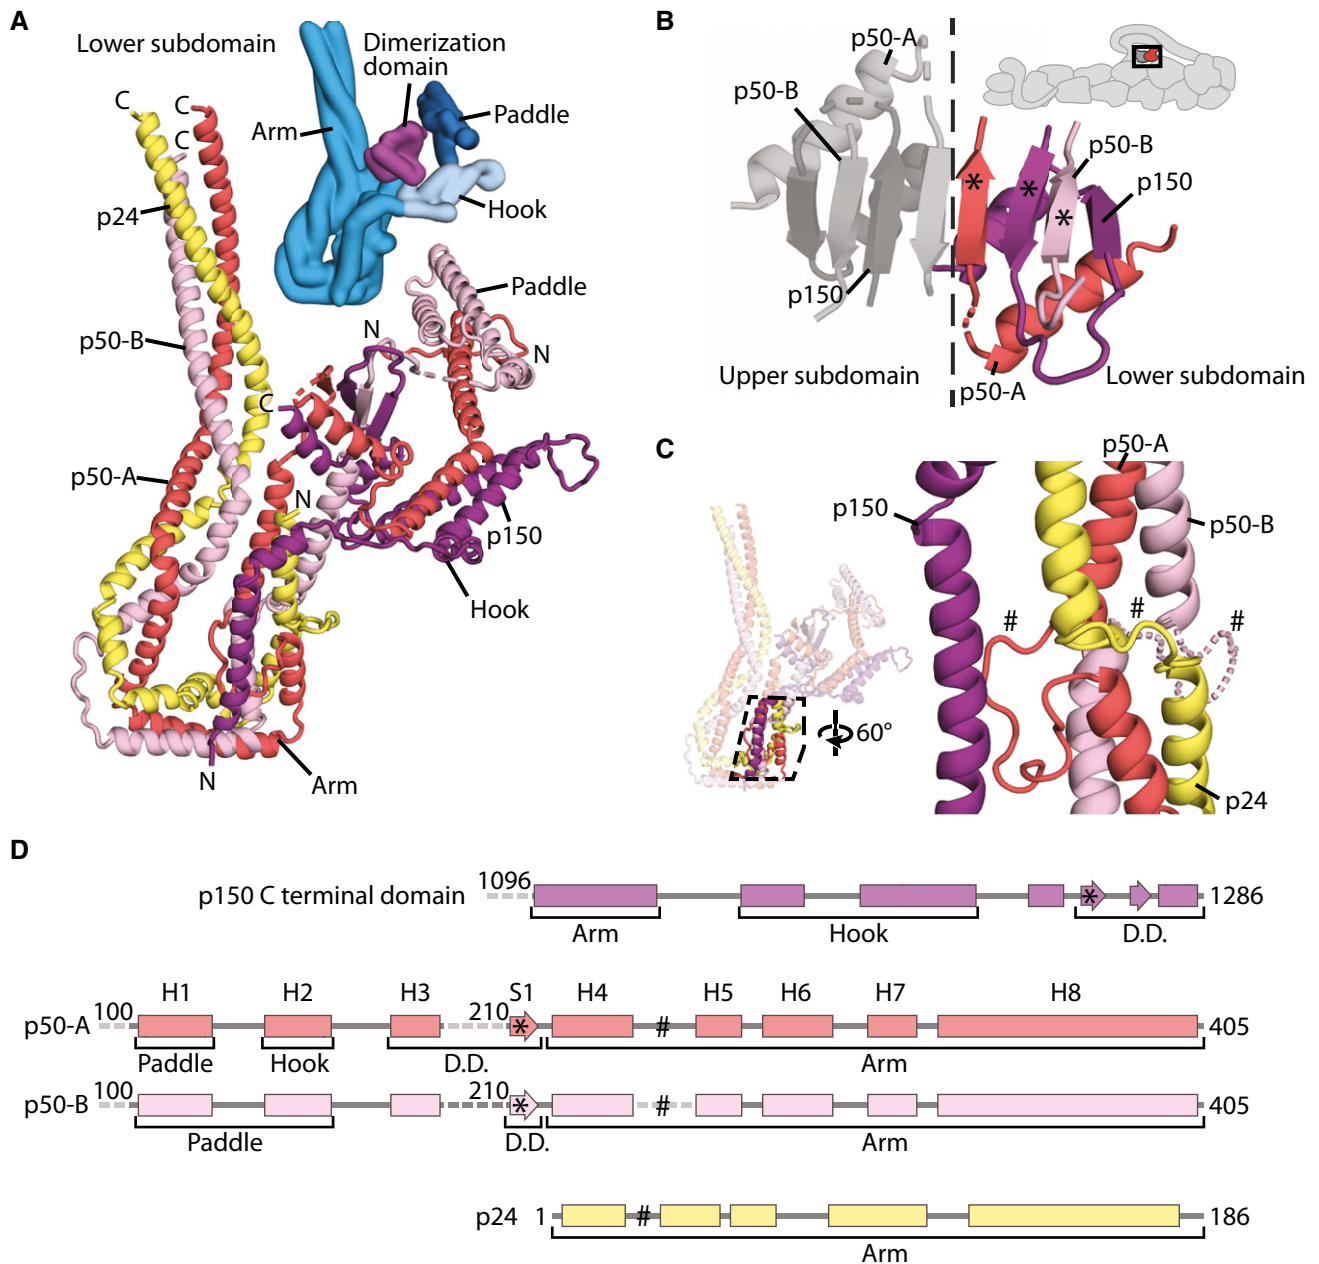 A
Lower subdomain
Dimerization
domain
Paddle
Arm
Hook
C
C
C
p24
p50-B
p50-A
Paddle
N
N
C
N
p150
Hook
N
Arm
B
p50-A
p50-B
p150
Upper subdomain
p50-B
p150
*
*
*
p50-A
Lower subdomain
C
p50-A
p150
p50-B
#
#
#
60°
p24
D
p150 C terminal domain
1096
*
1286
Arm
Hook
D.D.
H1
H2
H3
S1
H4
H5
H6
H7
H8
p50-A
100
210
*
#
405
Paddle
Hook
D.D.
Arm
p50-B
100
210
*
#
405
Paddle
D.D.
Arm
p24
1
#
186
Arm